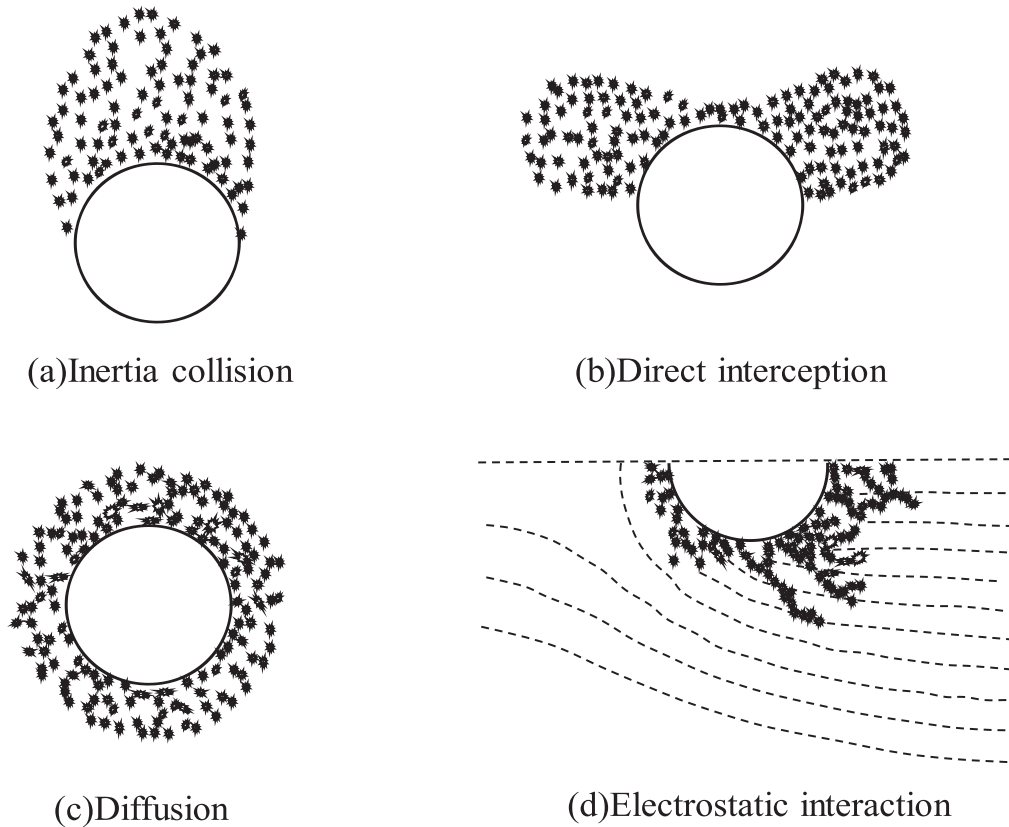 (a)Inertia collision
(b)Direct interception
(c)Diffusion
(d)Electrostatic interaction